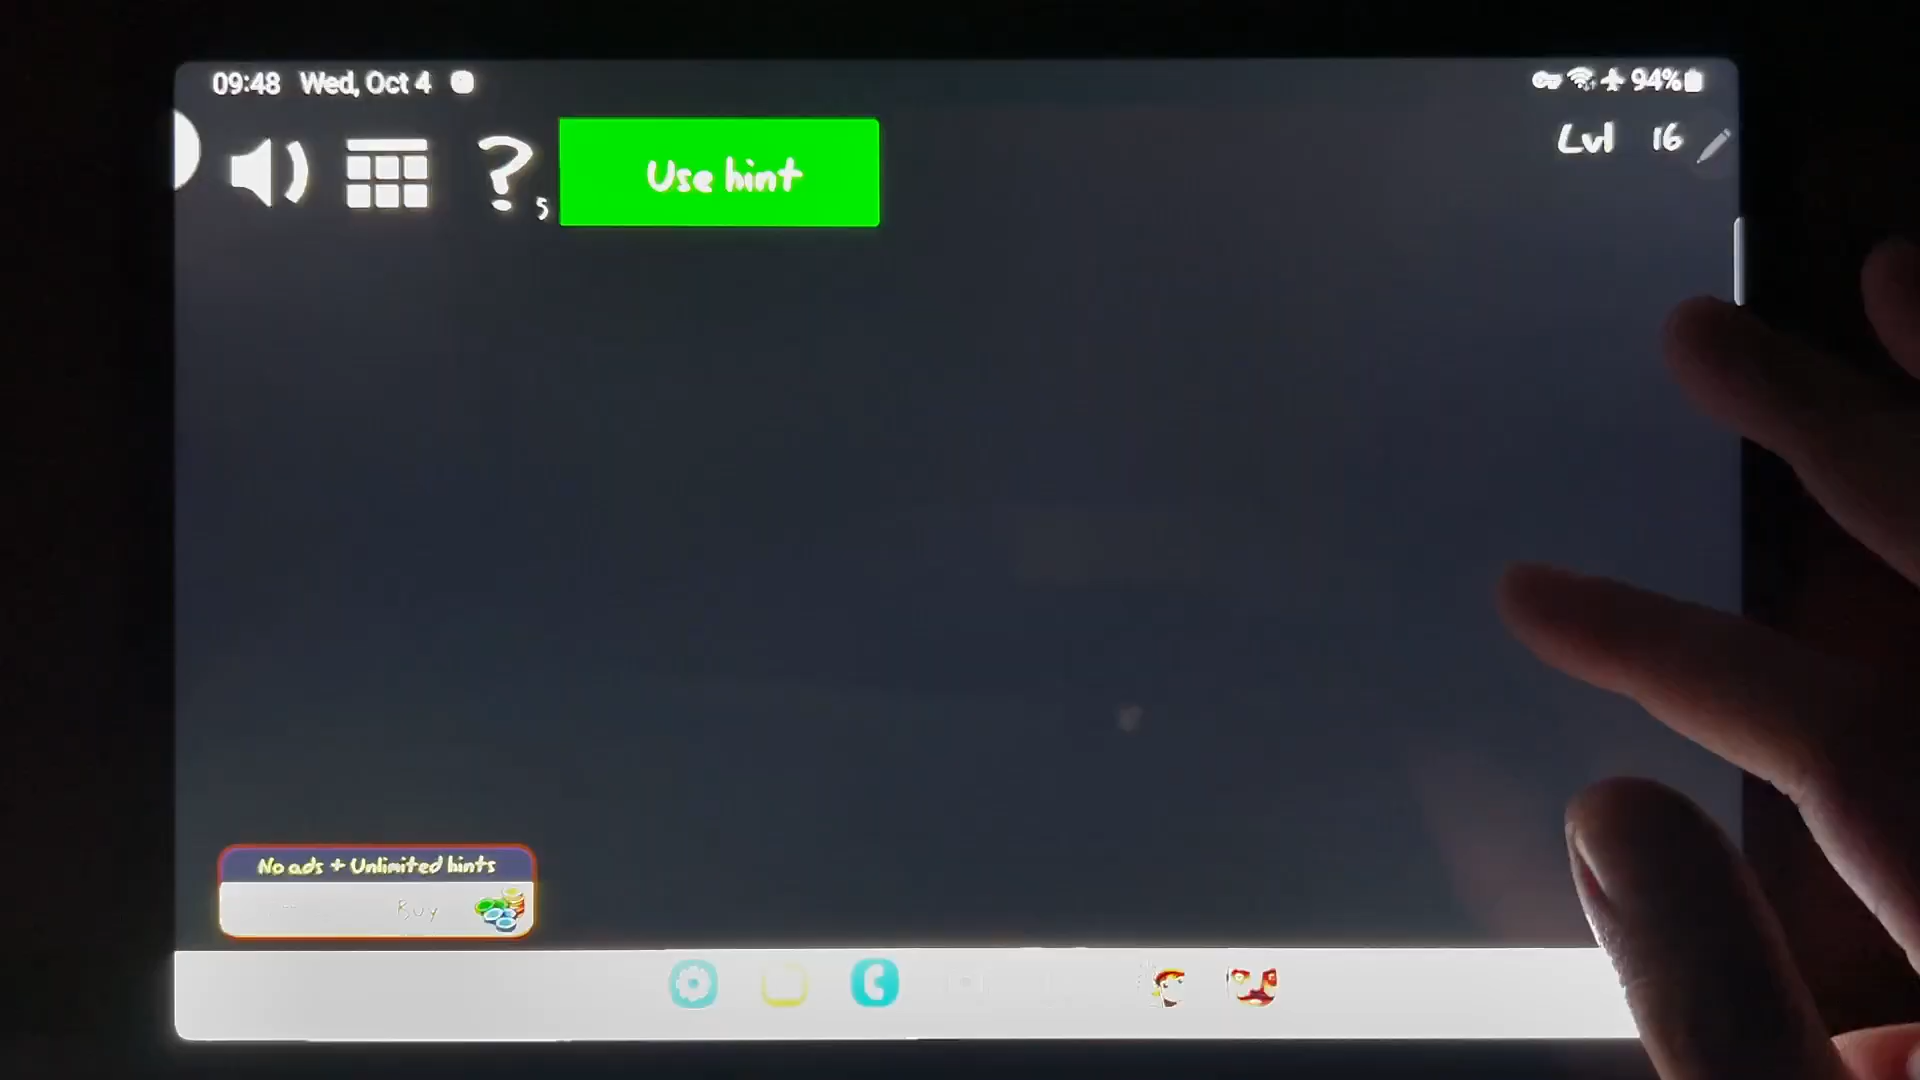 09:48 Wed, Oct 4
94%
Lvl 16
5
Use hint
No ads + Unlimited hints
Buy